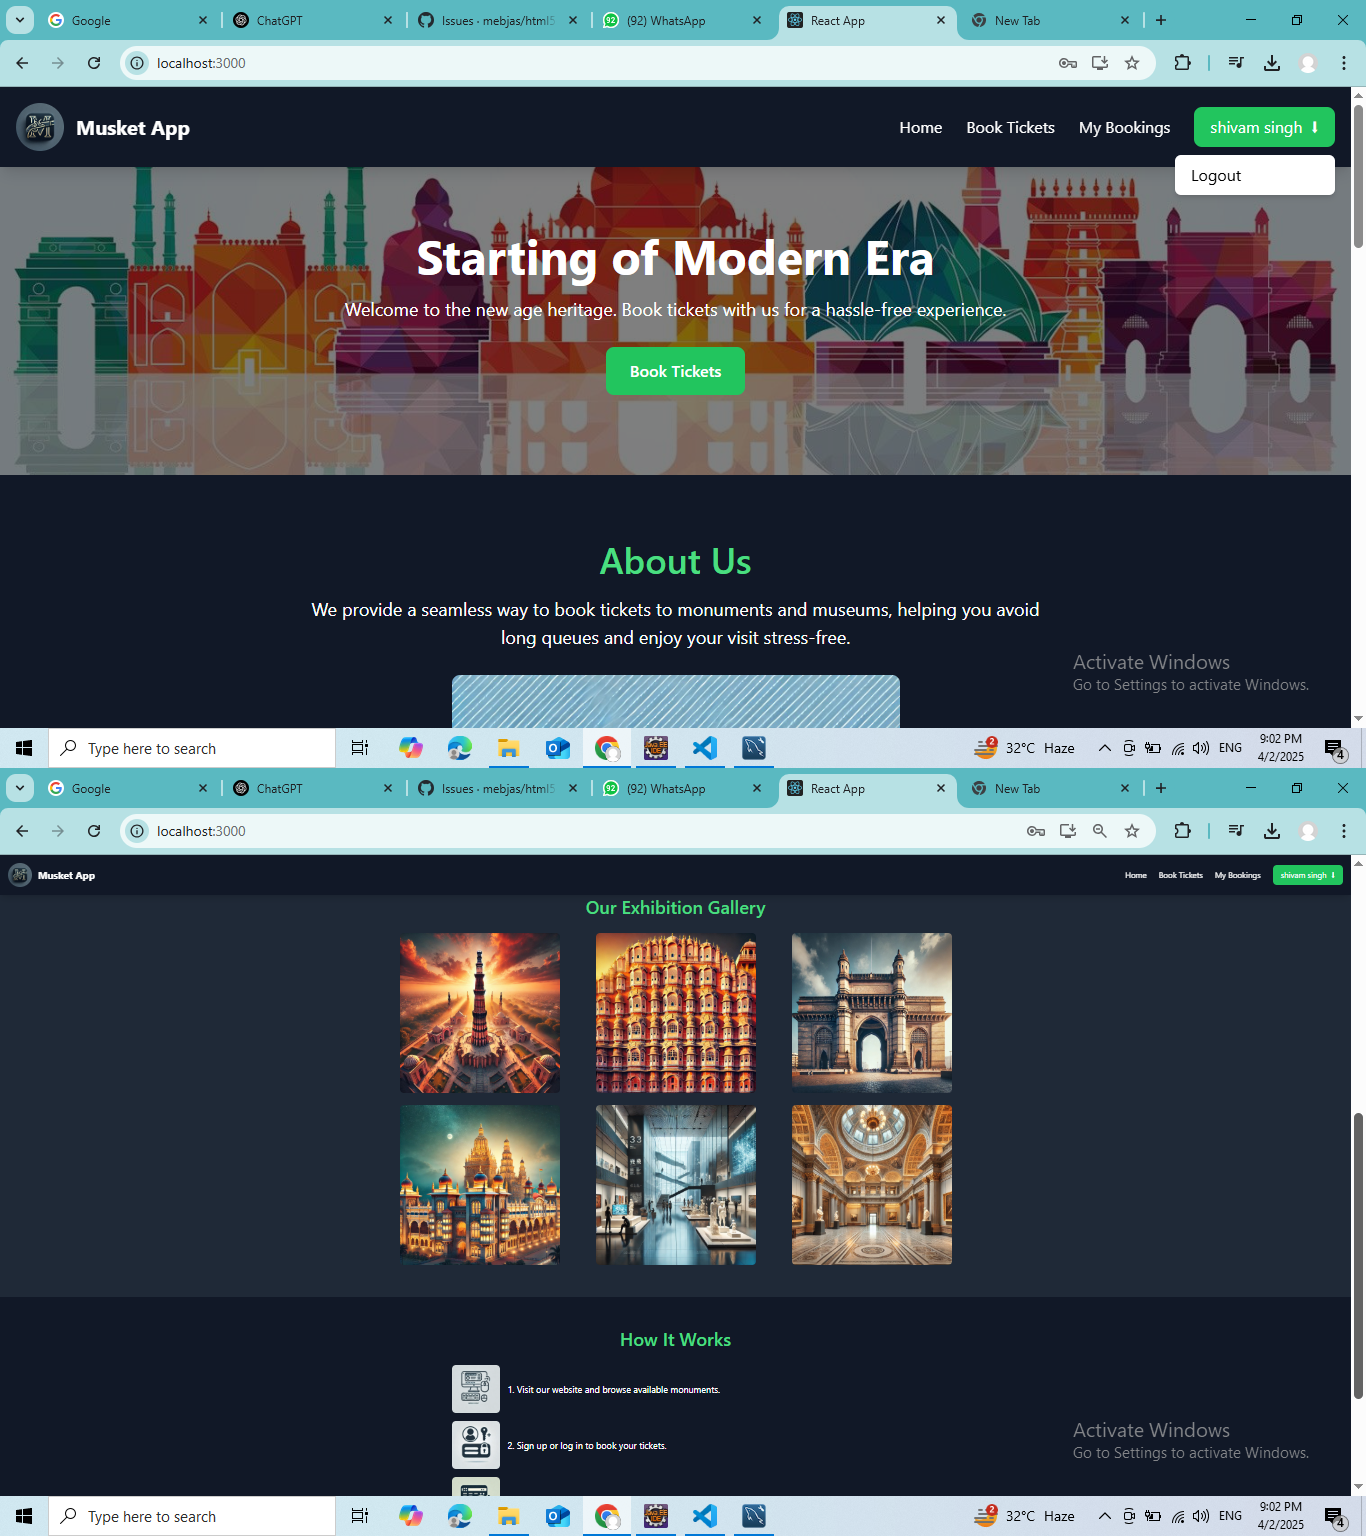 Google
ChatGPT
Issues · mebjas/html5
(92) WhatsApp
React App
New Tab
localhost:3000
Musket App
Home
Book Tickets
My Bookings
shivam singh ⬇
Logout
Starting of Modern Era
Welcome to the new age heritage. Book tickets with us for a hassle-free experience.
Book Tickets
About Us
We provide a seamless way to book tickets to monuments and museums, helping you avoid
long queues and enjoy your visit stress-free.
Activate Windows
Go to Settings to activate Windows.
Type here to search
2
32°C Haze
ENG
9:02 PM
4/2/2025
4
Google
ChatGPT
Issues · mebjas/html5
(92) WhatsApp
React App
New Tab
localhost:3000
Musket App
Home
Book Tickets
My Bookings
shivam singh ⬇
Our Exhibition Gallery
33
How It Works
1. Visit our website and browse available monuments.
2. Sign up or log in to book your tickets.
Activate Windows
Go to Settings to activate Windows.
Type here to search
2
32°C Haze
ENG
9:02 PM
4/2/2025
4